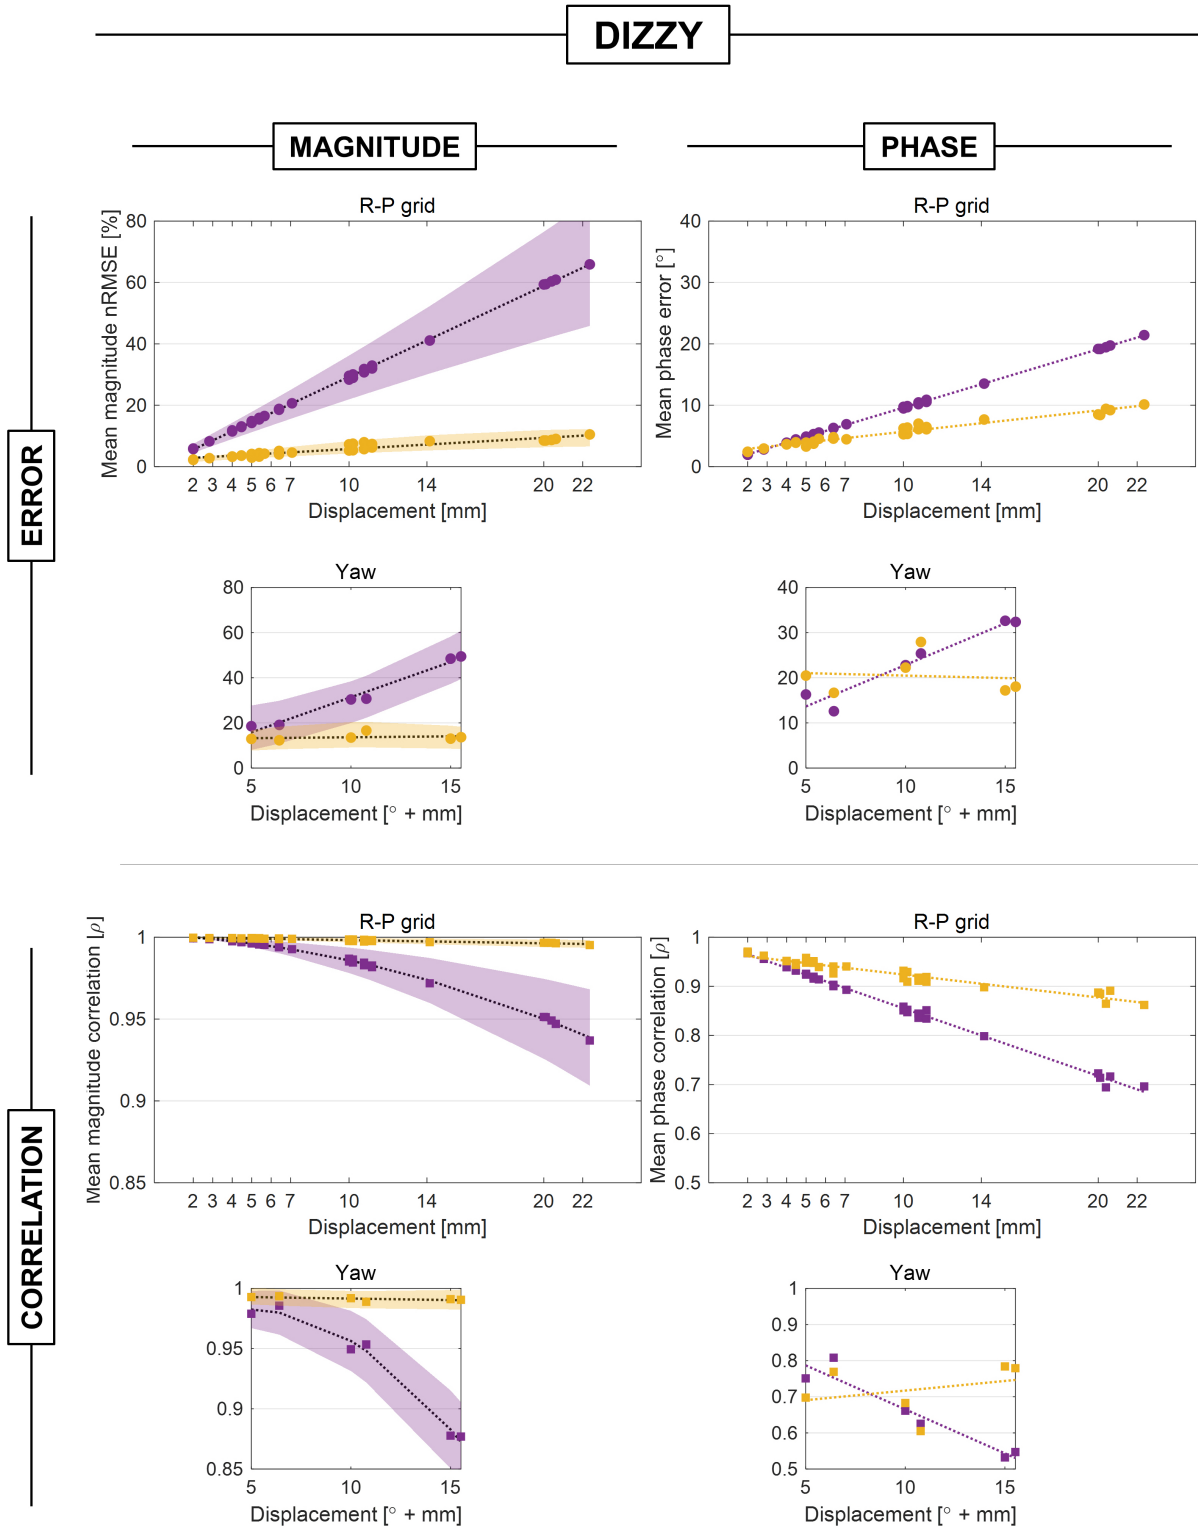 DIZZY
MAGNITUDE
PHASE
ERROR
R-P grid
Mean magnitude nRMSE [%]
80
60
40
20
0
2 3 4 5 6 7 10 14 20 22
Displacement [mm]
R-P grid
Mean phase error [°]
40
30
20
10
0
2 3 4 5 6 7 10 14 20 22
Displacement [mm]
Yaw
80
60
40
20
0
5 10 15
Displacement [° + mm]
Yaw
40
30
20
10
0
5 10 15
Displacement [° + mm]
CORRELATION
R-P grid
Mean magnitude correlation [ρ]
1
0.95
0.9
0.85
2 3 4 5 6 7 10 14 20 22
Displacement [mm]
R-P grid
Mean phase correlation [ρ]
1
0.9
0.8
0.7
0.6
0.5
2 3 4 5 6 7 10 14 20 22
Displacement [mm]
Yaw
1
0.95
0.9
0.85
5 10 15
Displacement [° + mm]
Yaw
1
0.9
0.8
0.7
0.6
0.5
5 10 15
Displacement [° + mm]